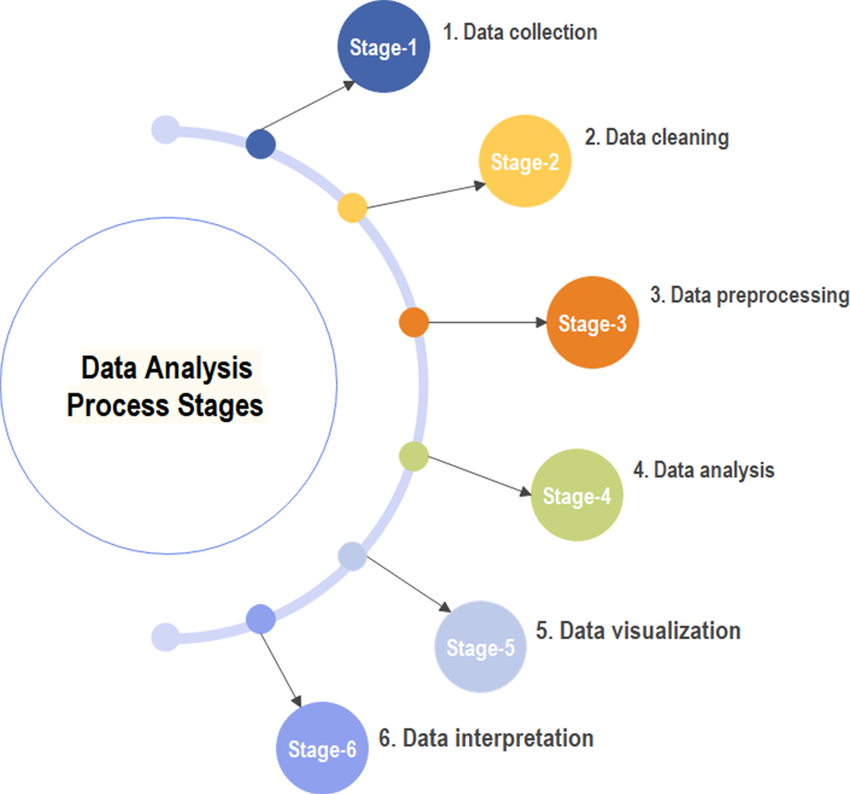 Stage-1
1. Data collection
Stage-2
2. Data cleaning
Stage-3
3. Data preprocessing
Data Analysis
Process Stages
Stage-4
4. Data analysis
Stage-5
5. Data visualization
Stage-6
6. Data interpretation